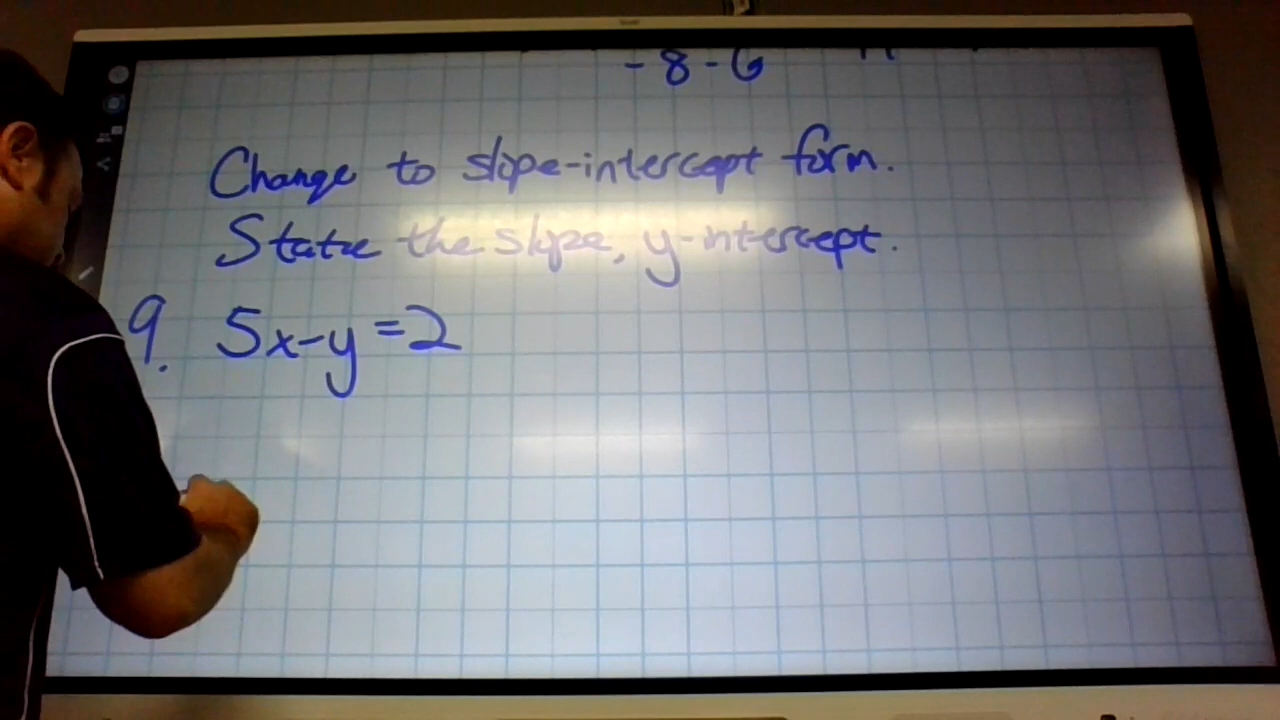 -8-6
Change to slope-intercept form.
State the slope, y-intercept.
9. 5x-y=2